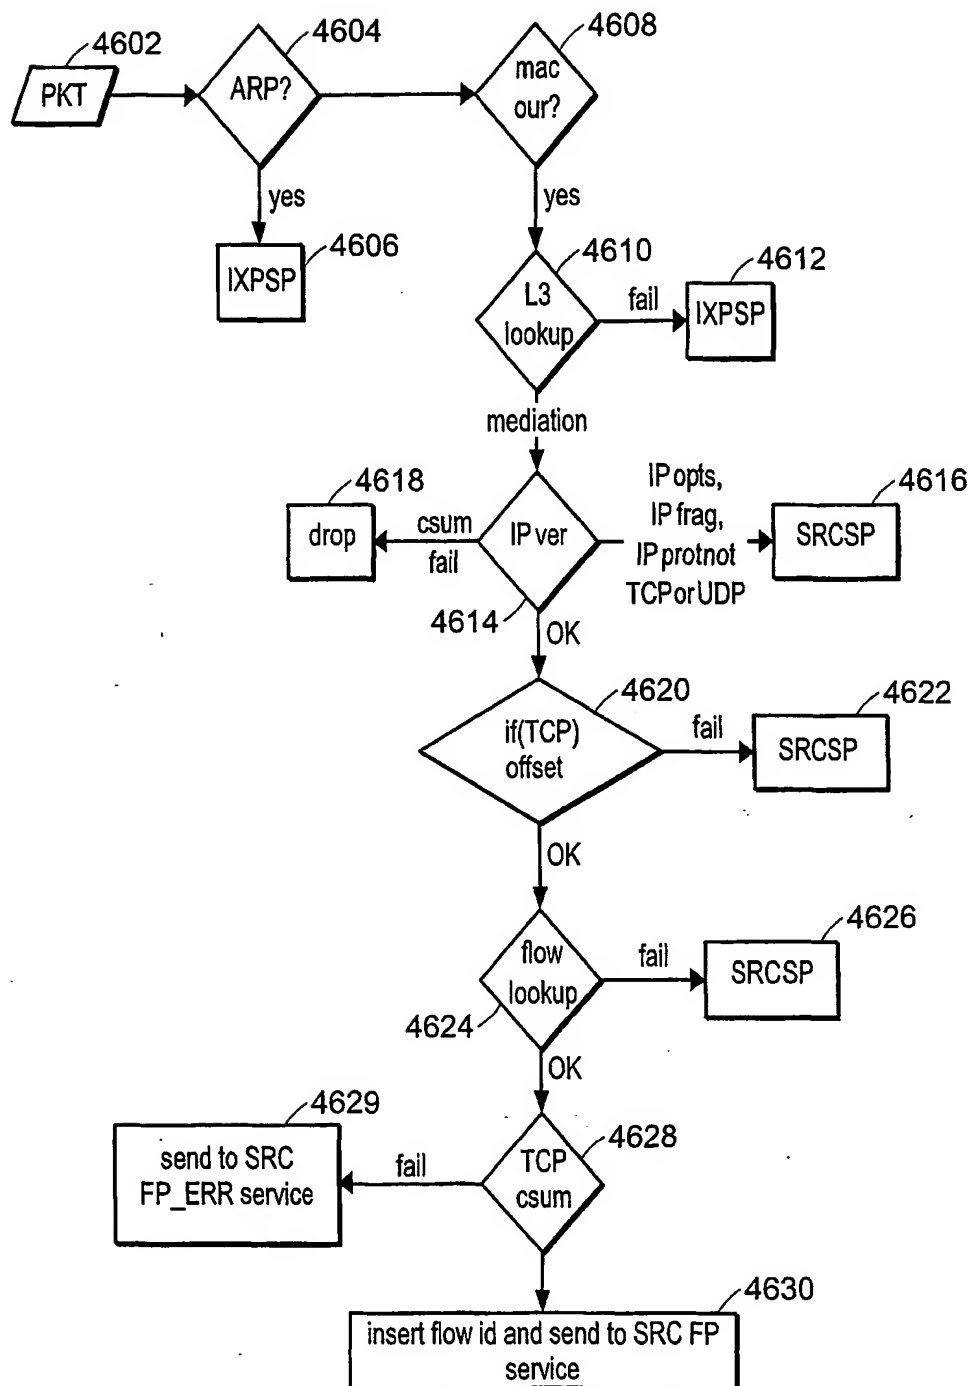 4602
4604
4608
PKT
ARP?
mac
our?
yes
yes
4606
IXPSP
4610
4612
L3
lookup
fail
IXPSP
mediation
4618
drop
csum
fail
IP ver
4614
IP opts,
IP frag,
IP prot not
TCP or UDP
4616
SRCSP
OK
4620
if(TCP)
offset
fail
4622
SRCSP
OK
flow
lookup
4624
fail
4626
SRCSP
OK
4629
send to SRC
FP_ERR service
fail
4628
TCP
csum
4630
insert flow id and send to SRC FP
service